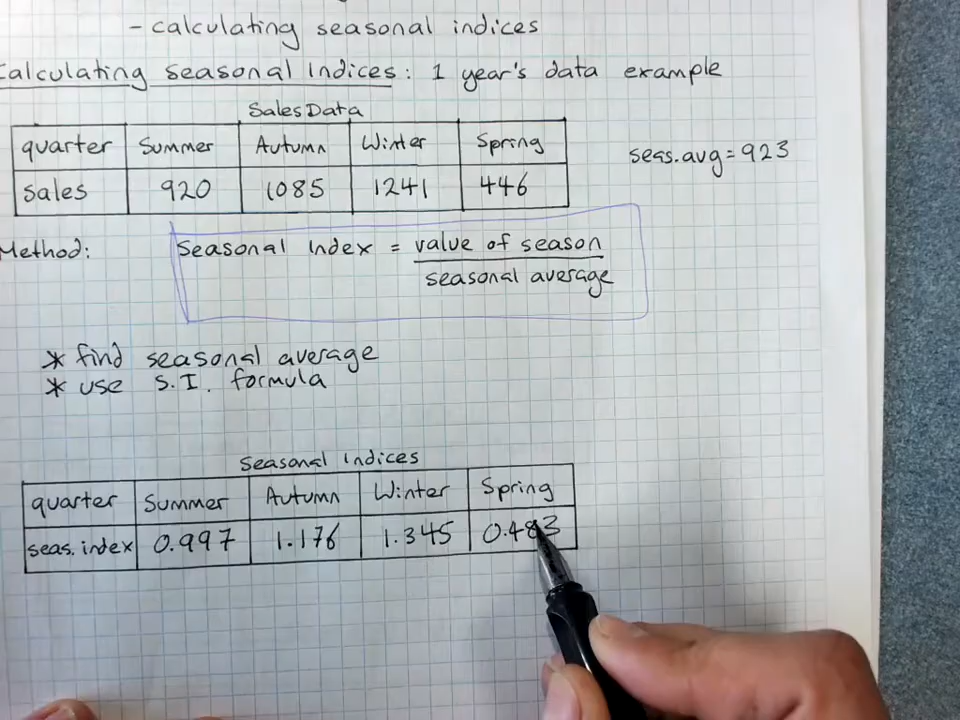 - calculating seasonal indices
Calculating seasonal Indices: 1 year's data example
Sales Data
quarter Summer Autumn Winter Spring
sales 920 1085 1241 446
seas.avg = 923
Method: Seasonal Index = value of season
seasonal average
* find seasonal average
* use S.I. formula
Seasonal Indices
quarter Summer Autumn Winter Spring
seas. index 0.997 1.176 1.345 0.483